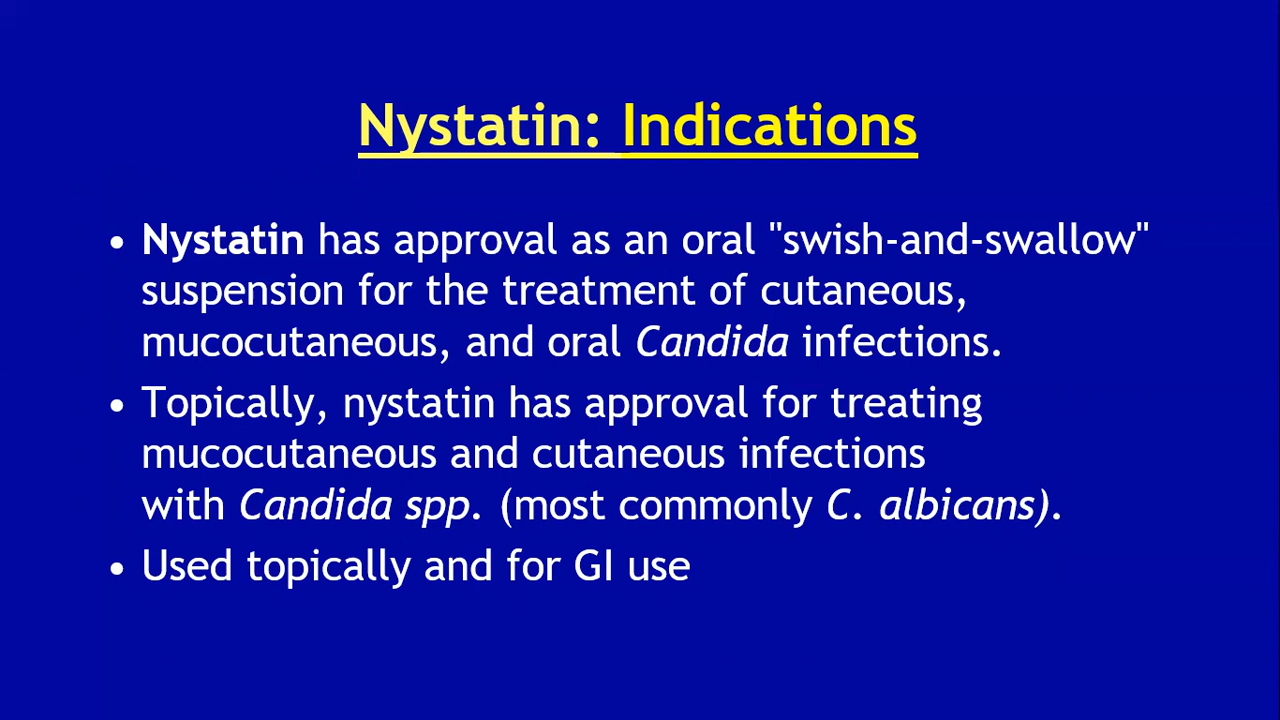 Nystatin: Indications
• Nystatin has approval as an oral "swish-and-swallow"
suspension for the treatment of cutaneous,
mucocutaneous, and oral Candida infections.
• Topically, nystatin has approval for treating
mucocutaneous and cutaneous infections
with Candida spp. (most commonly C. albicans).
• Used topically and for GI use